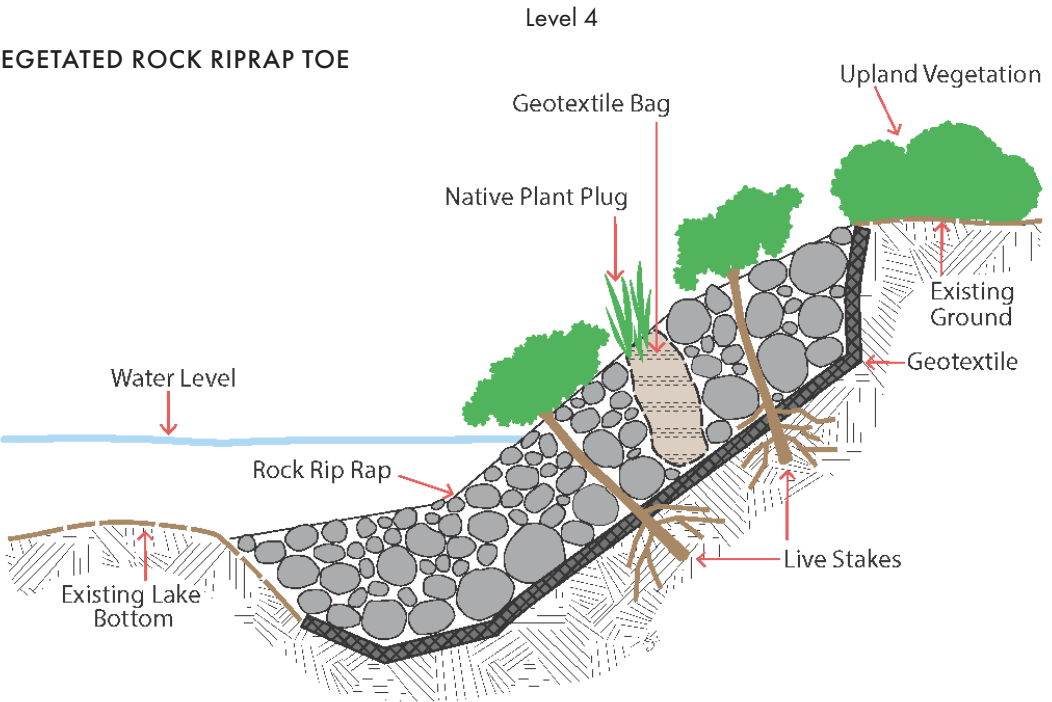 Level 4
EGETATED ROCK RIPRAP TOE
Upland Vegetation
Geotextile Bag
Native Plant Plug
Existing
Ground
Geotextile
Water Level
Rock Rip Rap
Live Stakes
Existing Lake
Bottom